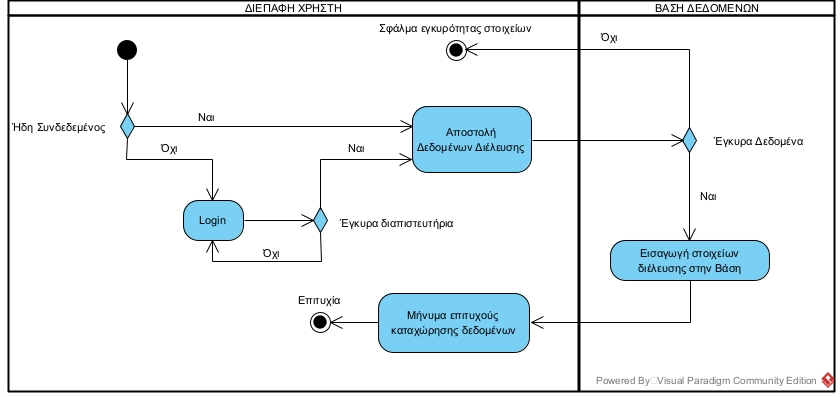 ΔΙΕΠΑΦΗ ΧΡΗΣΤΗ
ΒΑΣΗ ΔΕΔΟΜΕΝΩΝ
Σφάλμα εγκυρότητας στοιχείων
Όχι
Ήδη Συνδεδεμένος
Ναι
Αποστολή
Δεδομένων Διέλευσης
Έγκυρα Δεδομένα
Όχι
Ναι
Ναι
Login
Έγκυρα διαπιστευτήρια
Όχι
Εισαγωγή στοιχείων
διέλευσης στην Βάση
Επιτυχία
Μήνυμα επιτυχούς
καταχώρησης δεδομένων
Powered By Visual Paradigm Community Edition